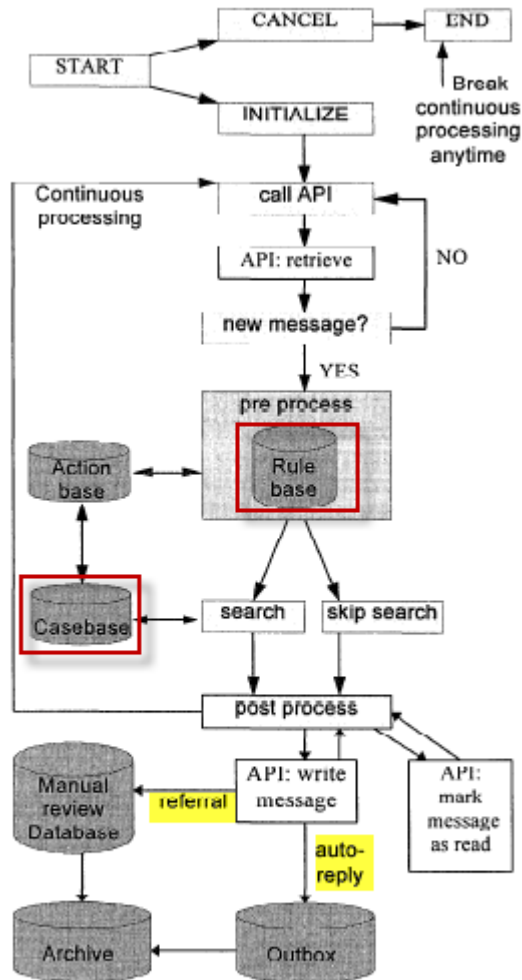 CANCEL
END
START
Break
continuous
processing
anytime
INITIALIZE
Continuous
processing
call API
API: retrieve
NO
new message?
YES
pre process
Action
base
Rule
base
Casebase
search
skip search
post process
Manual
review
Database
referral
API: write
message
API:
mark
message
as read
auto-
reply
Archive
Outbox